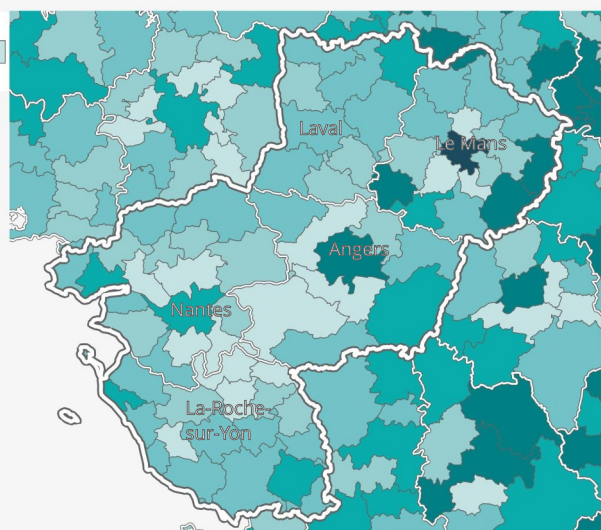 Laval
Le Mans
Angers
Nantes
La-Roche-
sur-Yon